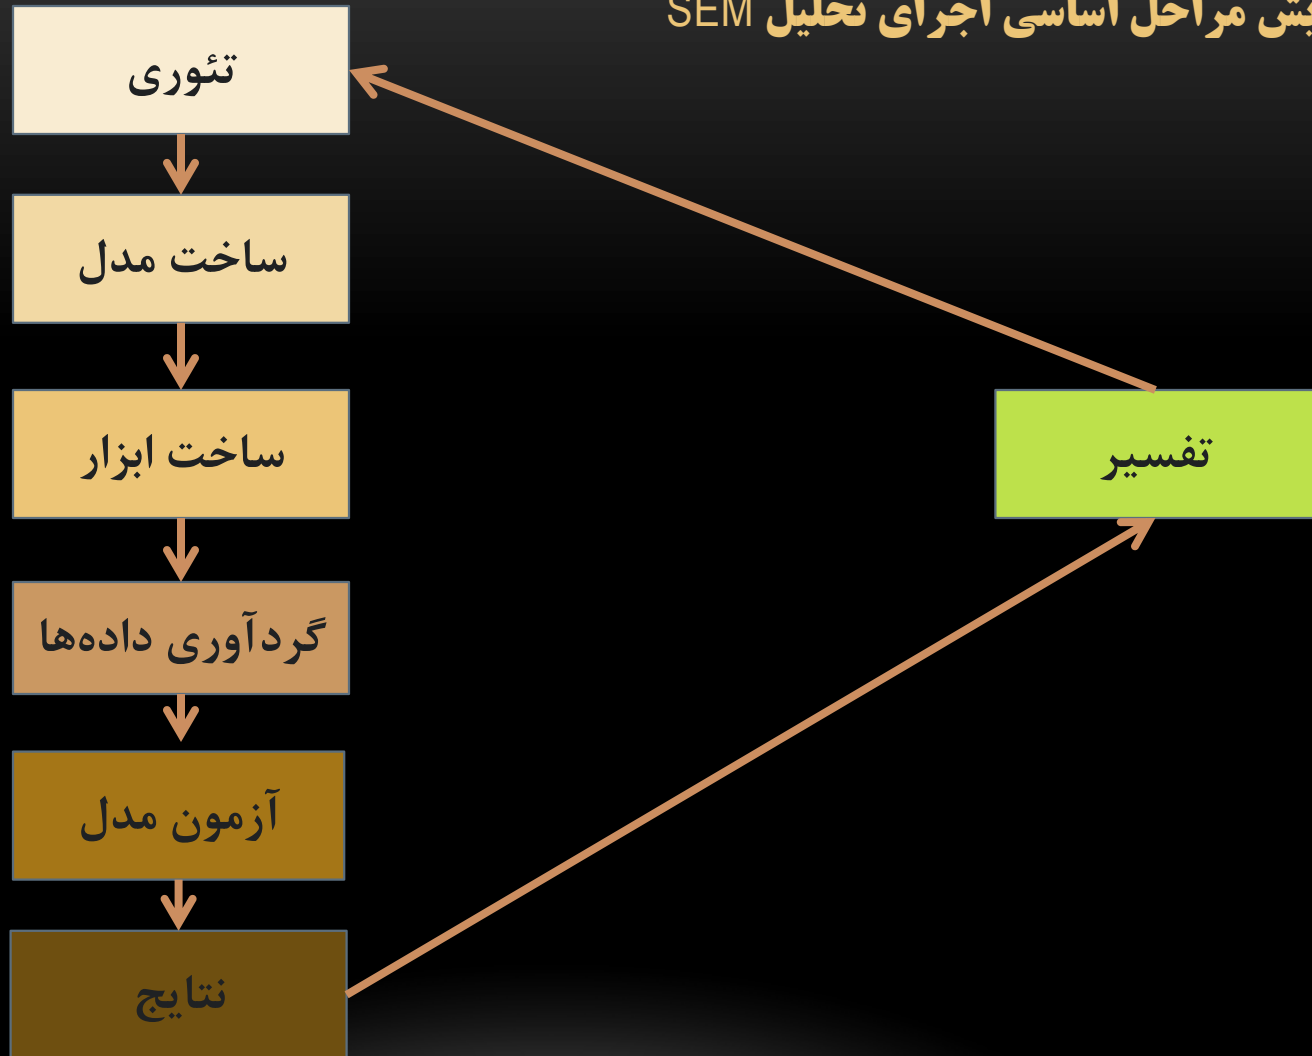 مراحل اساسی اجرای تحلیل SEM
تئوری
ساخت مدل
ساخت ابزار
تفسیر
گردآوری داده‌ها
آزمون مدل
نتایج